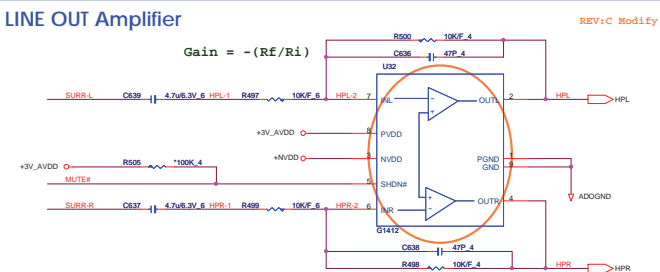 LINE OUT Amplifier
REV:C Modify
Gain = -(Rf/Ri)
R500 10K/F_4
C636 47P_4
U32
SURR-L C639 4.7u/6.3V_6 HPL-1 R497 10K/F_6 HPL-2 7 INL OUTL 2 HPL HPL
+3V_AVDD 8 PVDD
+NVDD 3 NVDD PGND 1
GND 9
+3V_AVDD R505 *100K_4
MUTE# 5 SHDN# ADOGND
SURR-R C637 4.7u/6.3V_6 HPR-1 R499 10K/F_6 HPR-2 6 INR OUTR 4
G1412
C638 47P_4
R498 10K/F_4 HPR HPR